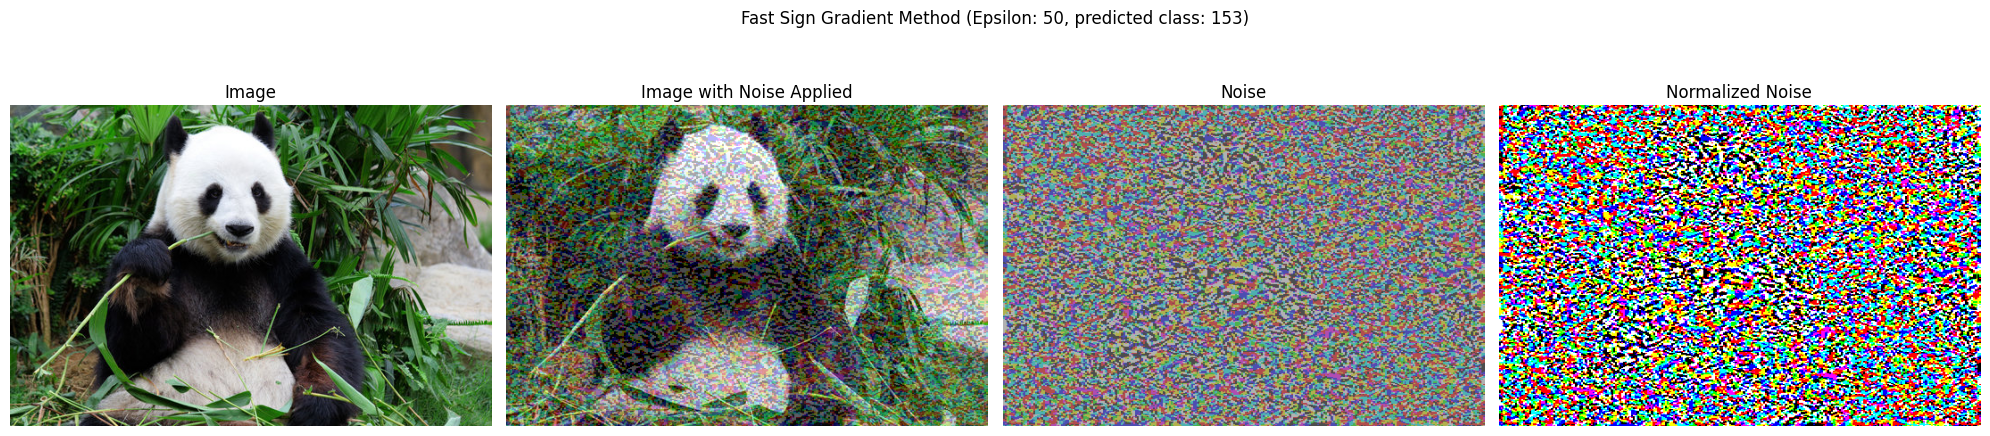 Fast Sign Gradient Method (Epsilon: 50, predicted class: 153)
Image
Image with Noise Applied
Noise
Normalized Noise